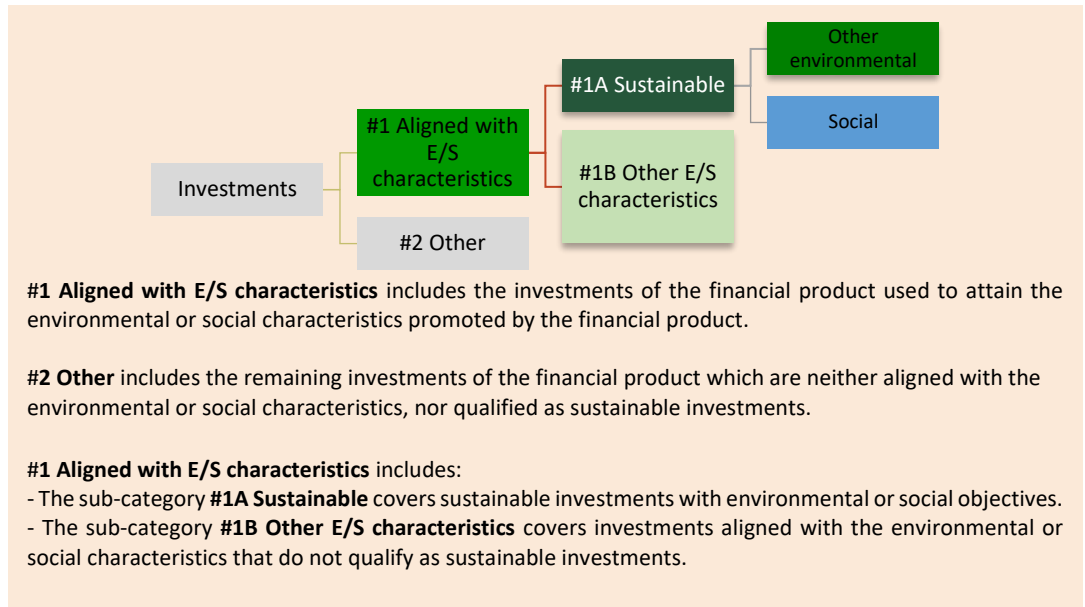 Other
environmental
#1A Sustainable
Social
#1 Aligned with
E/S
characteristics
#1B Other E/S
characteristics
Investments
#2 Other
#1 Aligned with E/S characteristics includes the investments of the financial product used to attain the
environmental or social characteristics promoted by the financial product.
#2 Other includes the remaining investments of the financial product which are neither aligned with the
environmental or social characteristics, nor qualified as sustainable investments.
#1 Aligned with E/S characteristics includes:
- The sub-category #1A Sustainable covers sustainable investments with environmental or social objectives.
- The sub-category #1B Other E/S characteristics covers investments aligned with the environmental or
social characteristics that do not qualify as sustainable investments.